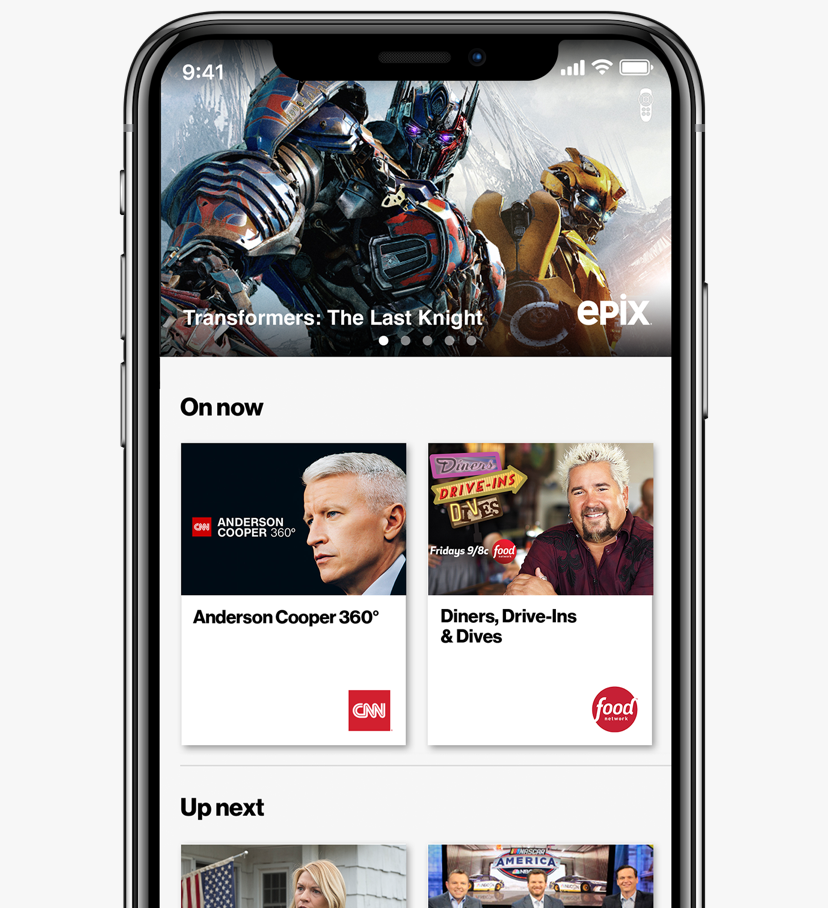 9:41
Transformers: The Last Knight
epix
On now
CNN
ANDERSON
COOPER 360°
Diners
DRIVE-INS
DIVES
Fridays 9/8c food
network
Anderson Cooper 360°
Diners, Drive-Ins
& Dives
CNN
food
network
Up next
NASCAR
AMERICA